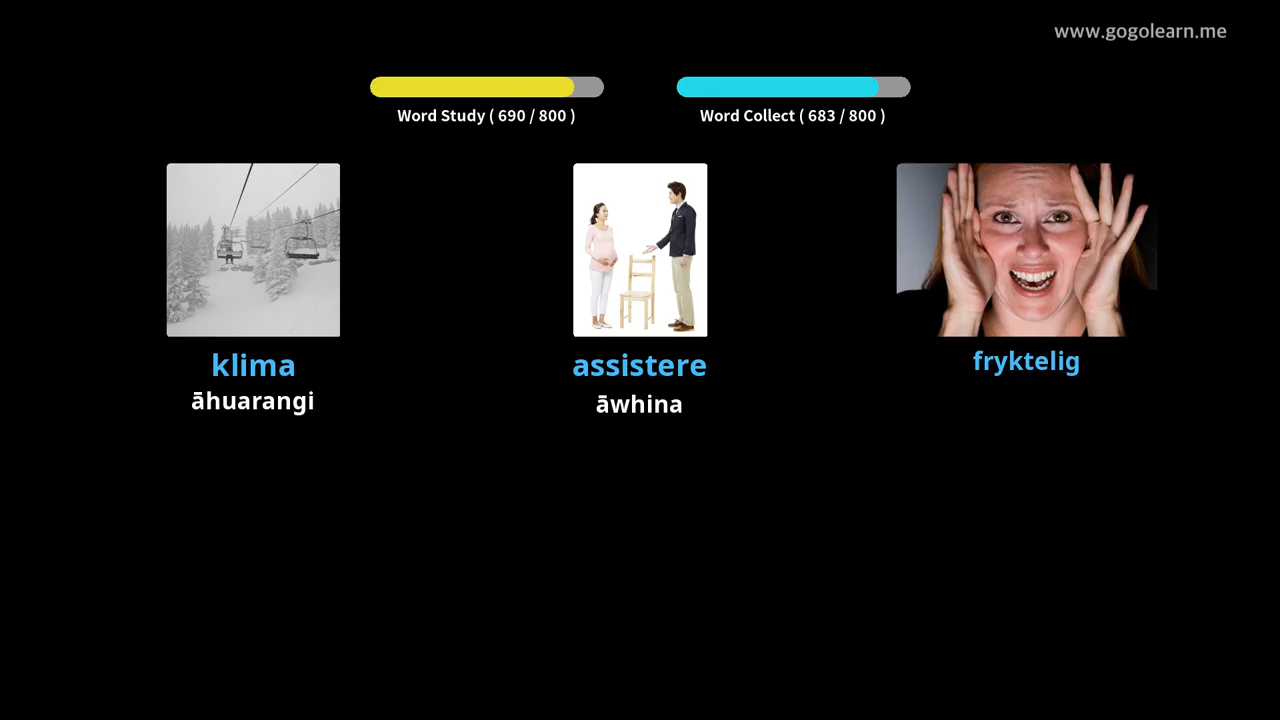 www.gogolearn.me
Word Study ( 690 / 800 )
Word Collect ( 683 / 800 )
klima
āhuarangi
assistere
āwhina
fryktelig